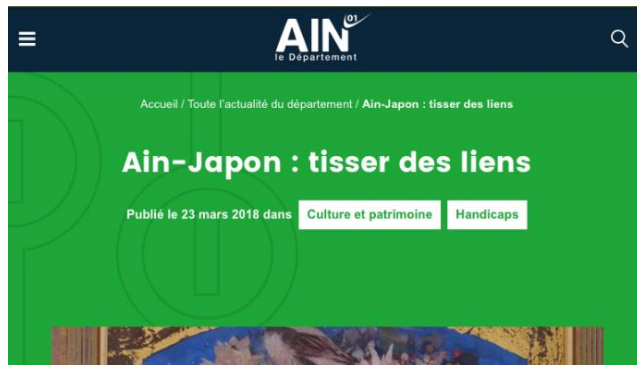 AIN 01
le Département
Accueil / Toute l'actualité du département / Ain-Japon : tisser des liens
Ain-Japon : tisser des liens
Publié le 23 mars 2018 dans Culture et patrimoine Handicaps